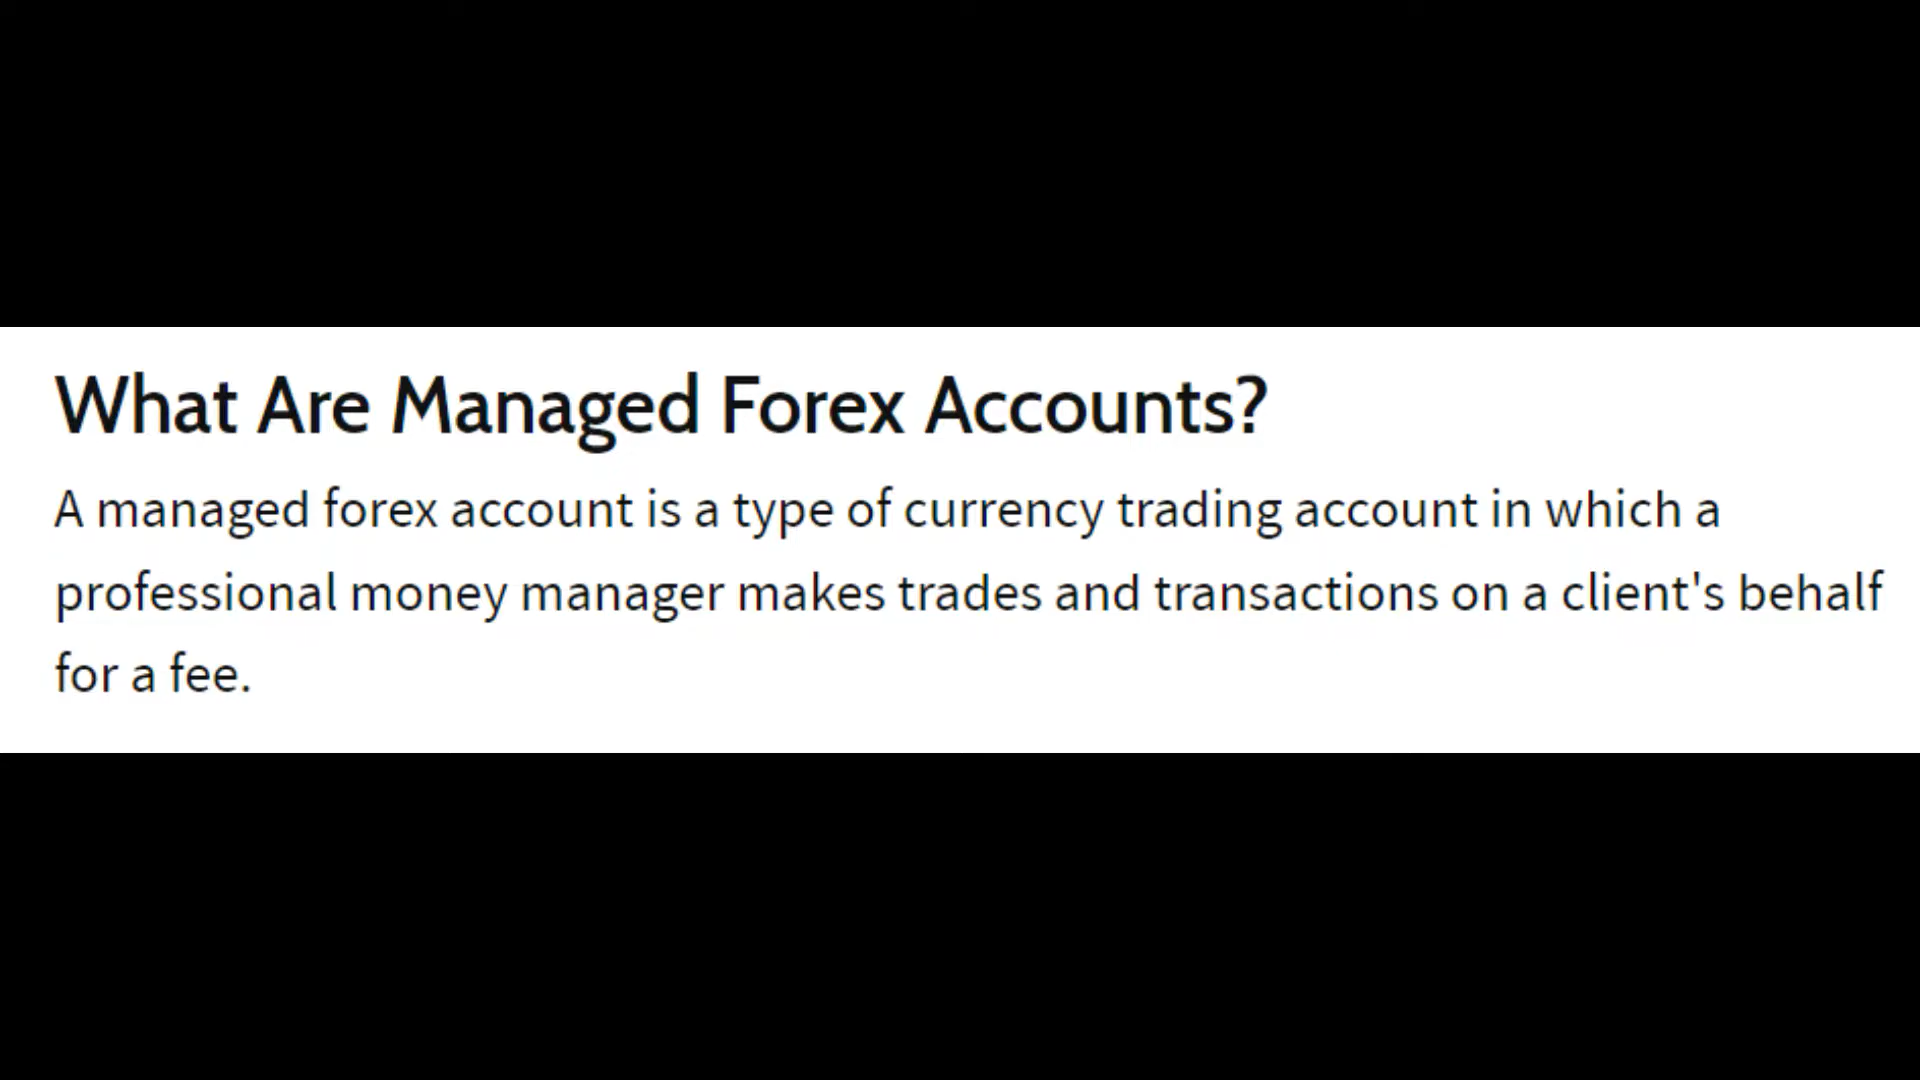 What Are Managed Forex Accounts?
A managed forex account is a type of currency trading account in which a
professional money manager makes trades and transactions on a client's behalf
for a fee.